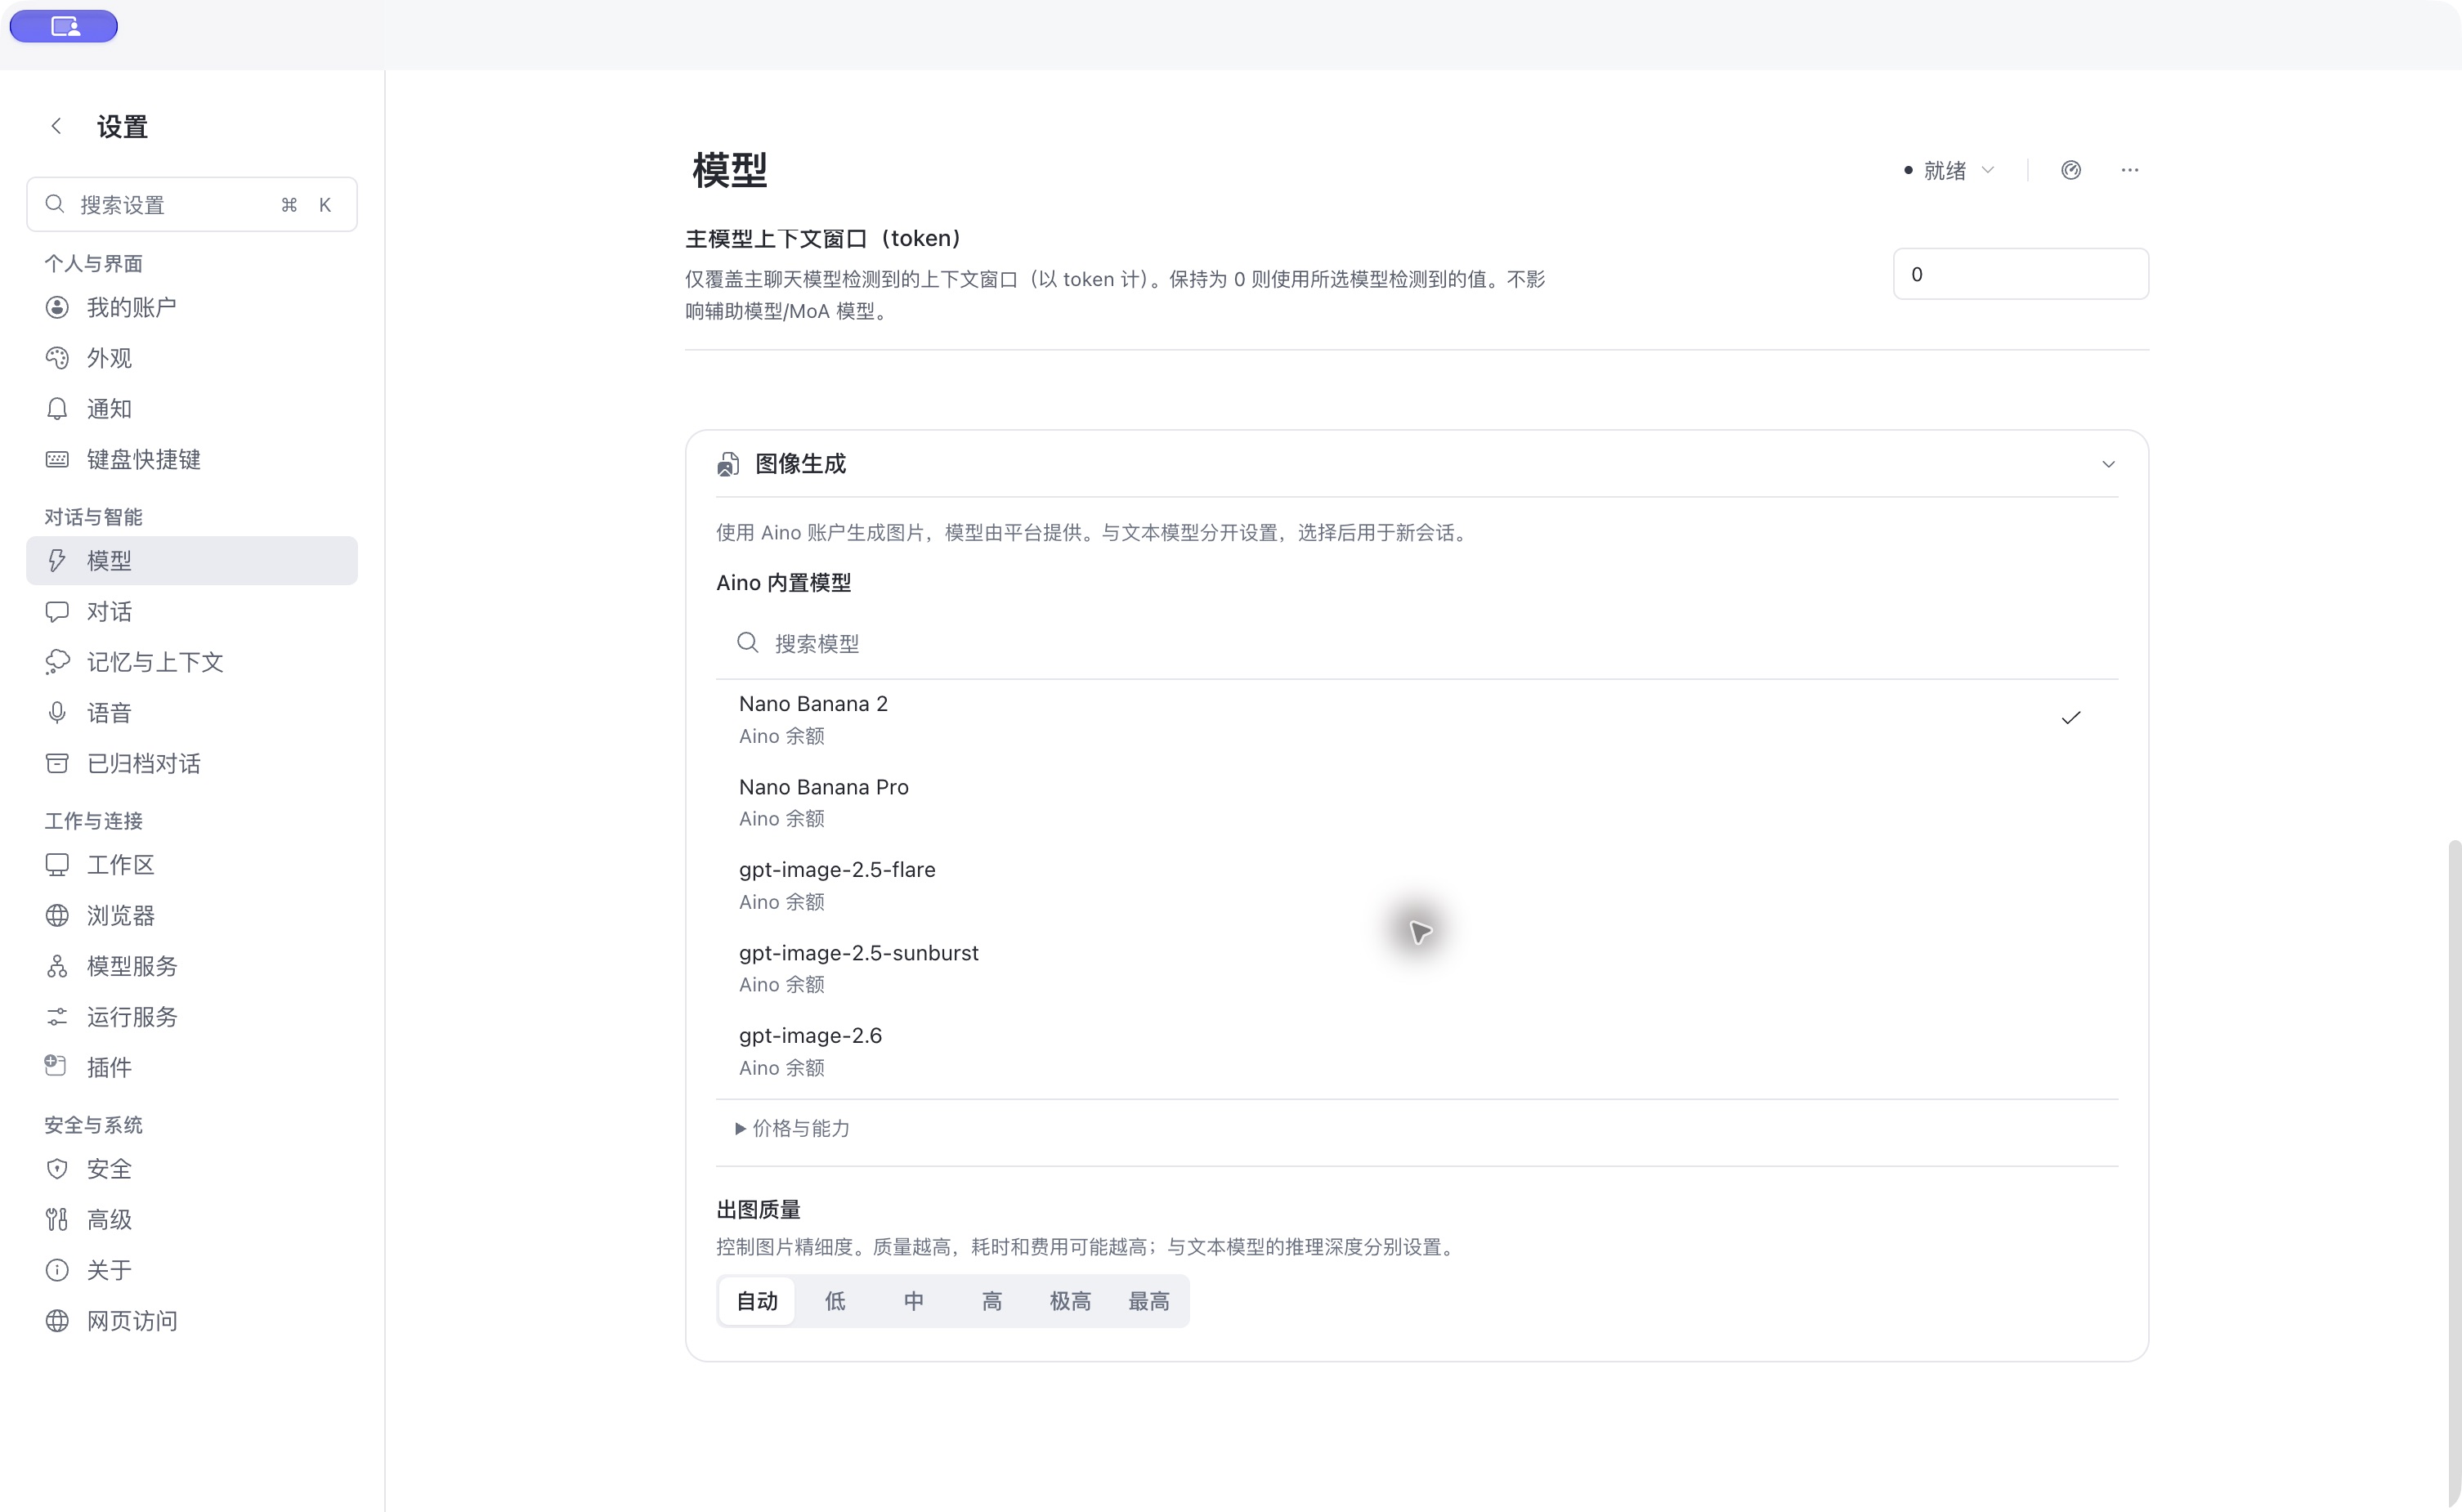 设置
搜索设置 ⌘ K
个人与界面
我的账户
外观
通知
键盘快捷键
对话与智能
模型
对话
记忆与上下文
语音
已归档对话
工作与连接
工作区
浏览器
模型服务
运行服务
插件
安全与系统
安全
高级
关于
网页访问
模型
就绪
主模型上下文窗口（token）
仅覆盖主聊天模型检测到的上下文窗口（以 token 计）。保持为 0 则使用所选模型检测到的值。不影
响辅助模型/MoA 模型。
0
图像生成
使用 Aino 账户生成图片，模型由平台提供。与文本模型分开设置，选择后用于新会话。
Aino 内置模型
搜索模型
Nano Banana 2
Aino 余额
Nano Banana Pro
Aino 余额
gpt-image-2.5-flare
Aino 余额
gpt-image-2.5-sunburst
Aino 余额
gpt-image-2.6
Aino 余额
价格与能力
出图质量
控制图片精细度。质量越高，耗时和费用可能越高；与文本模型的推理深度分别设置。
自动 低 中 高 极高 最高